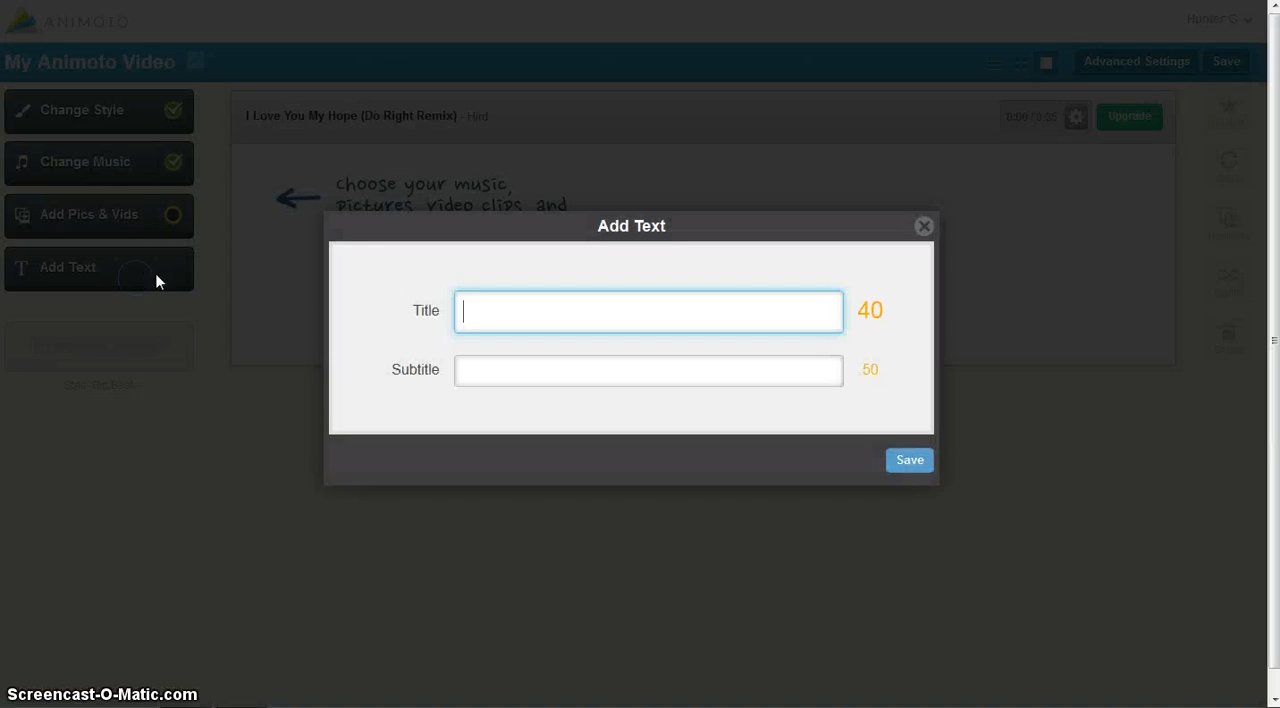 ANIMOTO
Hunter G
My Animoto Video
Advanced Settings
Save
Change Style
I Love You My Hope (Do Right Remix) - Hird
Upgrade
Change Music
Choose your music,
pictures, video clips, and
Add Pics & Vids
Add Text
Add Text
Title
40
Subtitle
50
Save
Screencast-O-Matic.com